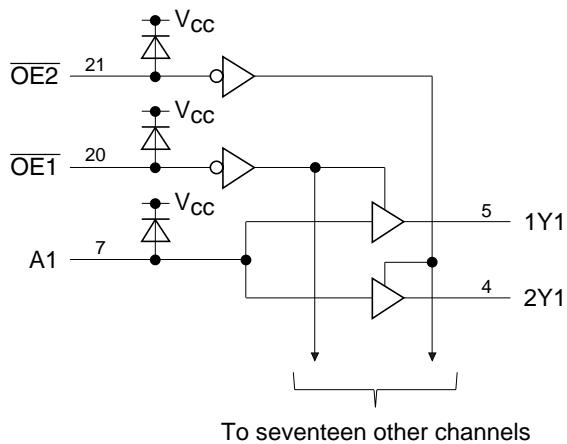 VCC
21
OE2
VCC
20
OE1
VCC
7
A1
5
1Y1
4
2Y1
To seventeen other channels